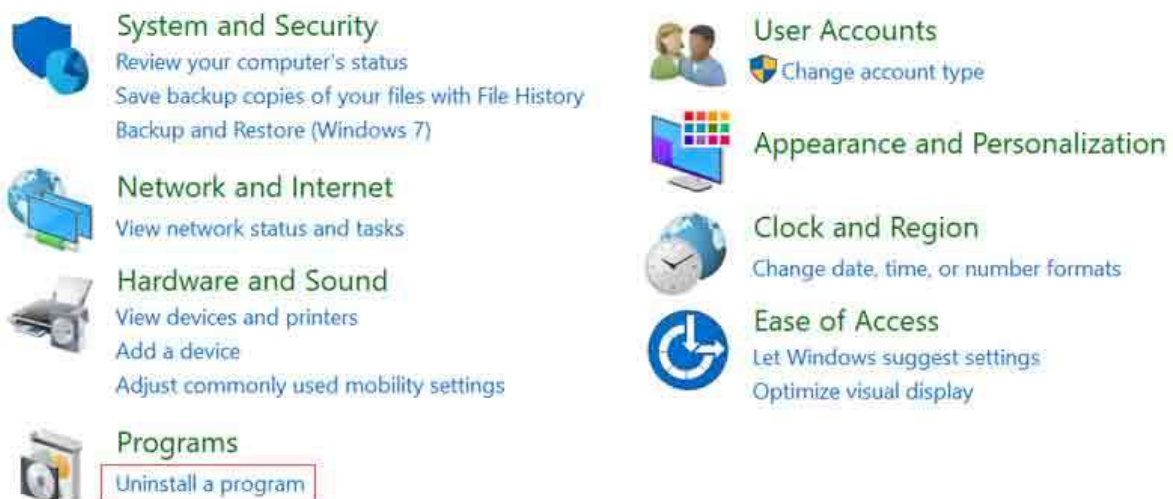 System and Security
Review your computer's status
Save backup copies of your files with File History
Backup and Restore (Windows 7)
Network and Internet
View network status and tasks
Hardware and Sound
View devices and printers
Add a device
Adjust commonly used mobility settings
Programs
Uninstall a program
User Accounts
Change account type
Appearance and Personalization
Clock and Region
Change date, time, or number formats
Ease of Access
Let Windows suggest settings
Optimize visual display